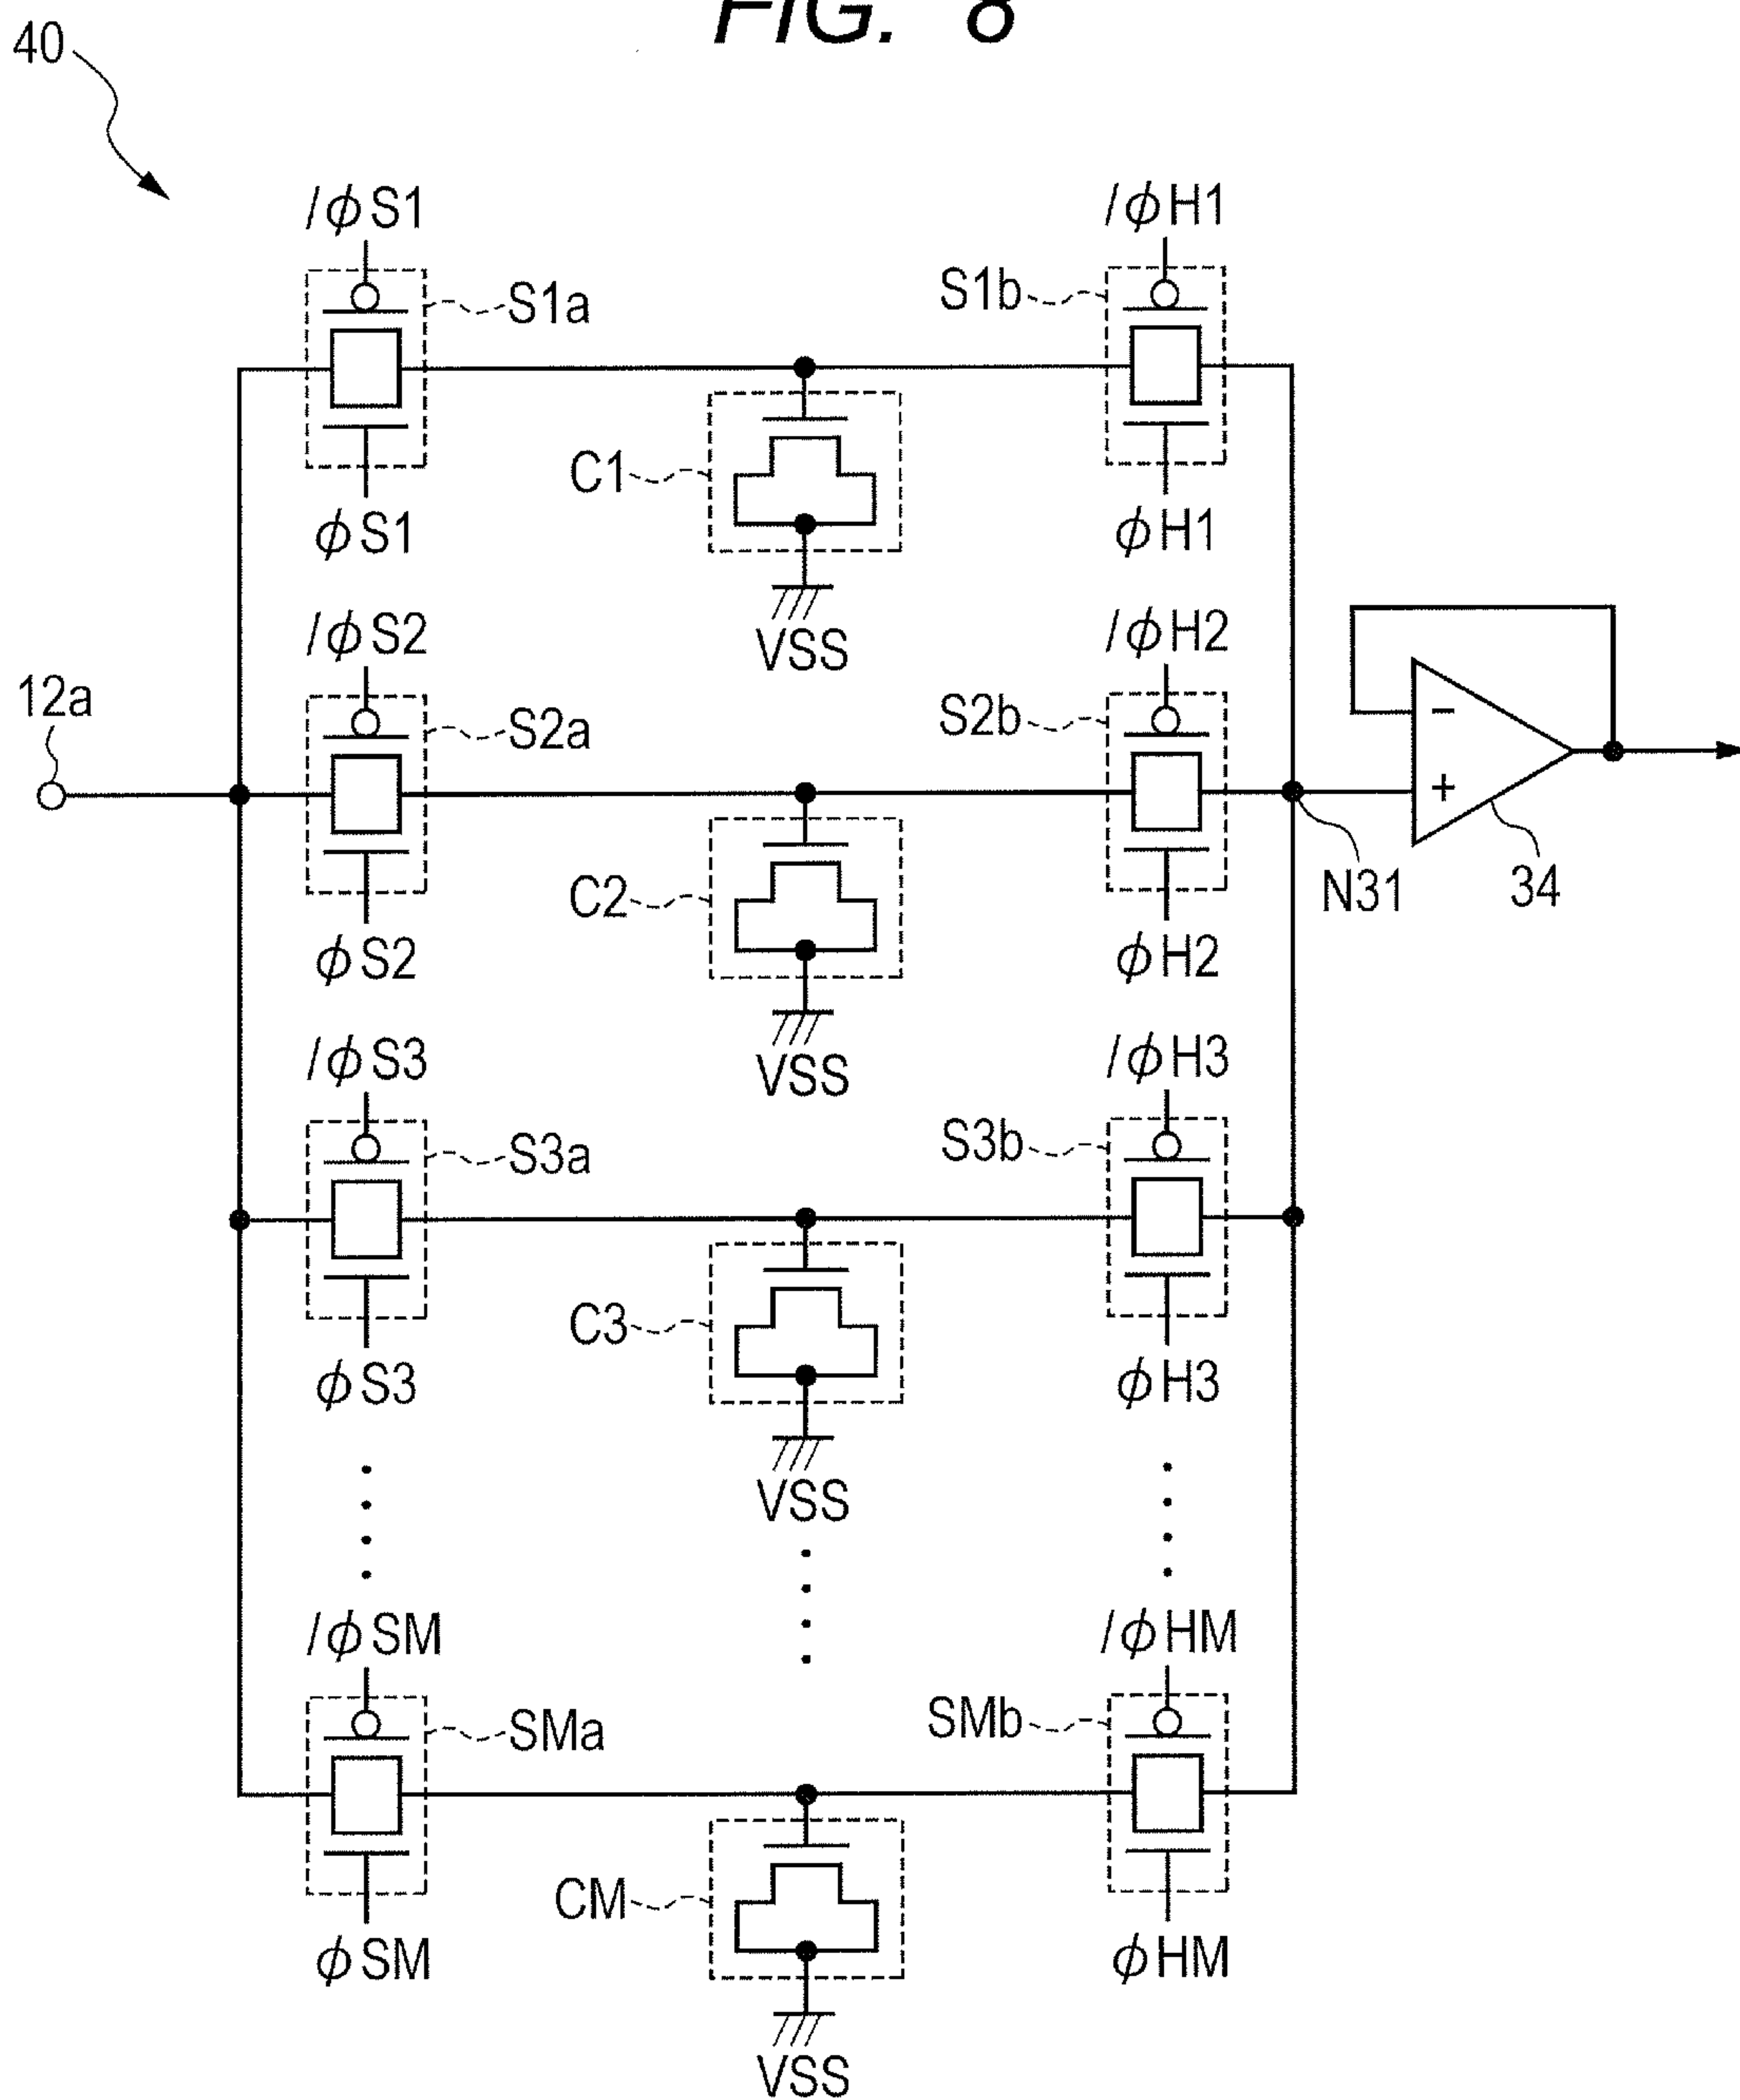 FIG. 8
40
/ϕS1
/ϕH1
S1a
S1b
C1
ϕS1
ϕH1
VSS
/ϕS2
/ϕH2
12a
S2a
S2b
-
+
C2
N31
34
ϕS2
ϕH2
VSS
/ϕS3
/ϕH3
S3a
S3b
C3
ϕS3
ϕH3
VSS
/ϕSM
/ϕHM
SMa
SMb
CM
ϕSM
ϕHM
VSS